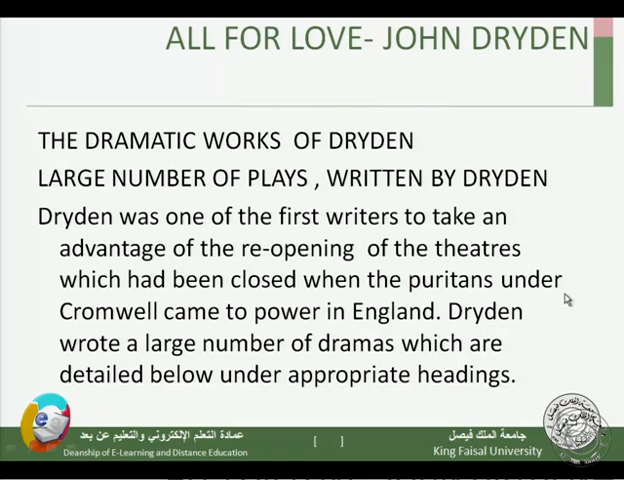 ALL FOR LOVE- JOHN DRYDEN
THE DRAMATIC WORKS OF DRYDEN
LARGE NUMBER OF PLAYS , WRITTEN BY DRYDEN
Dryden was one of the first writers to take an
advantage of the re-opening of the theatres
which had been closed when the puritans under
Cromwell came to power in England. Dryden
wrote a large number of dramas which are
detailed below under appropriate headings.
عمادة التعلم الإلكتروني والتعليم عن بعد
Deanship of E-Learning and Distance Education
[ ]
جامعة الملك فيصل
King Faisal University